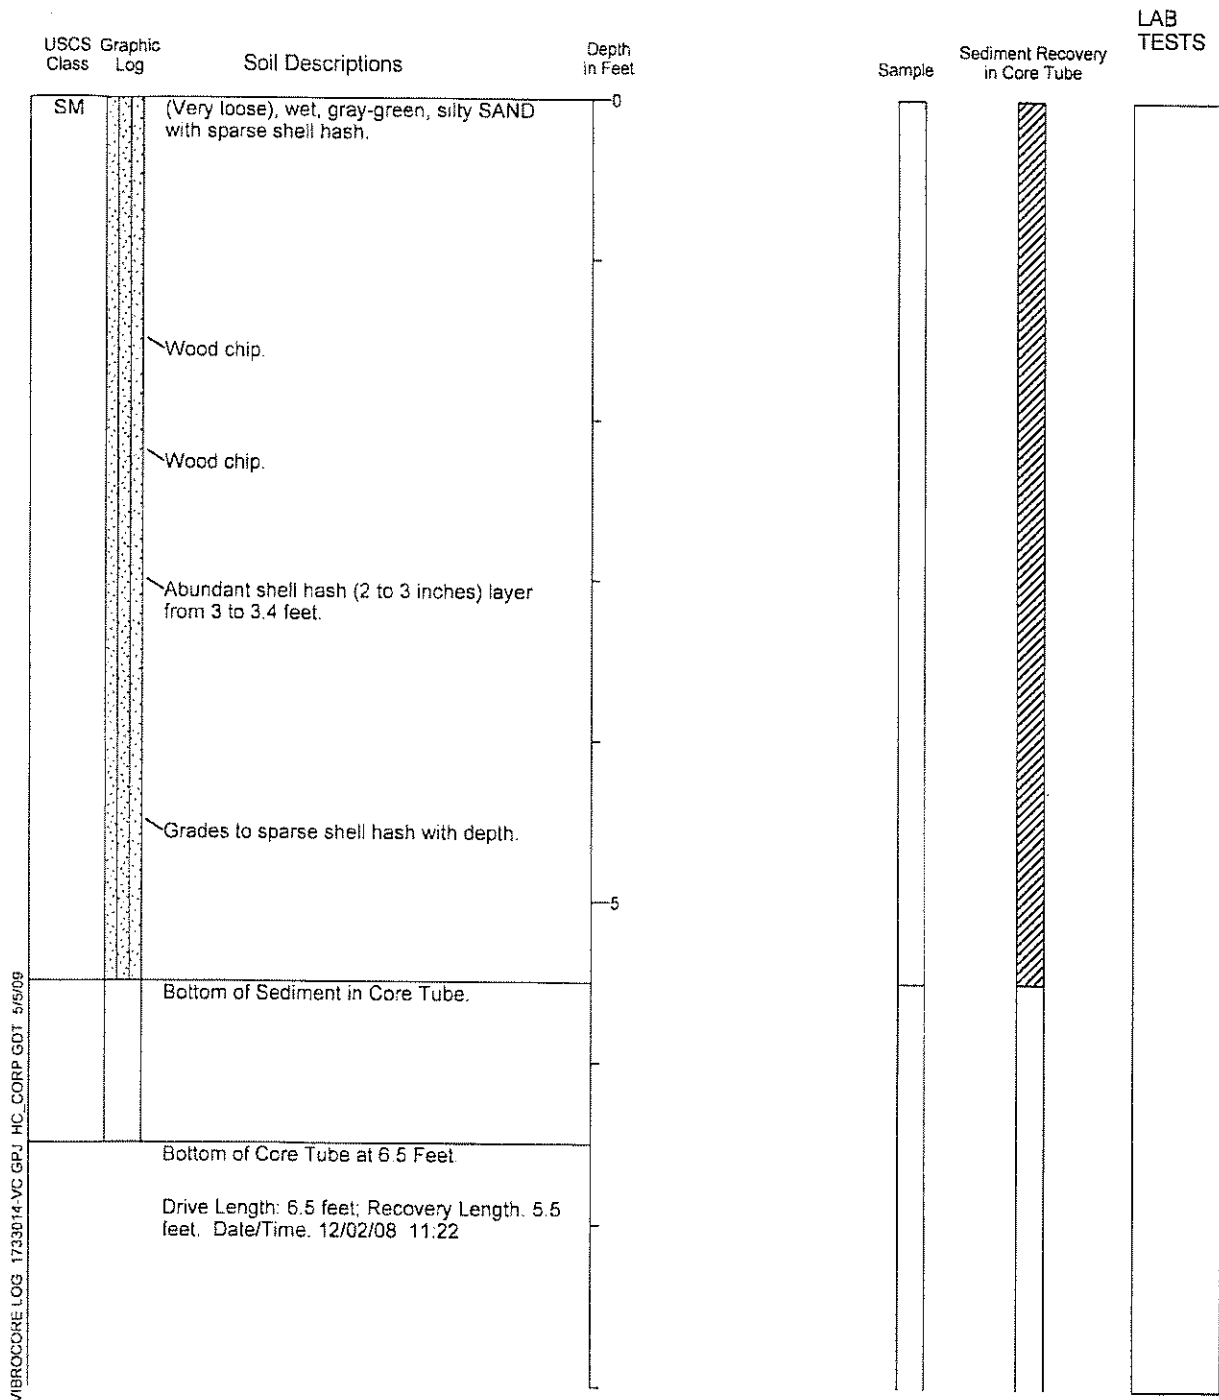 LAB
TESTS
USCS Graphic
Class Log
Soil Descriptions
Depth
in Feet
Sample
Sediment Recovery
in Core Tube
SM
(Very loose), wet, gray-green, silty SAND
with sparse shell hash.
0
Wood chip.
Wood chip.
Abundant shell hash (2 to 3 inches) layer
from 3 to 3.4 feet.
Grades to sparse shell hash with depth.
5
Bottom of Sediment in Core Tube.
Bottom of Core Tube at 6.5 Feet.
Drive Length: 6.5 feet; Recovery Length. 5.5
feet. Date/Time. 12/02/08 11:22
VIBROCORE LOG 1733014-VC GPJ HC_CORP GDT 5/5/09